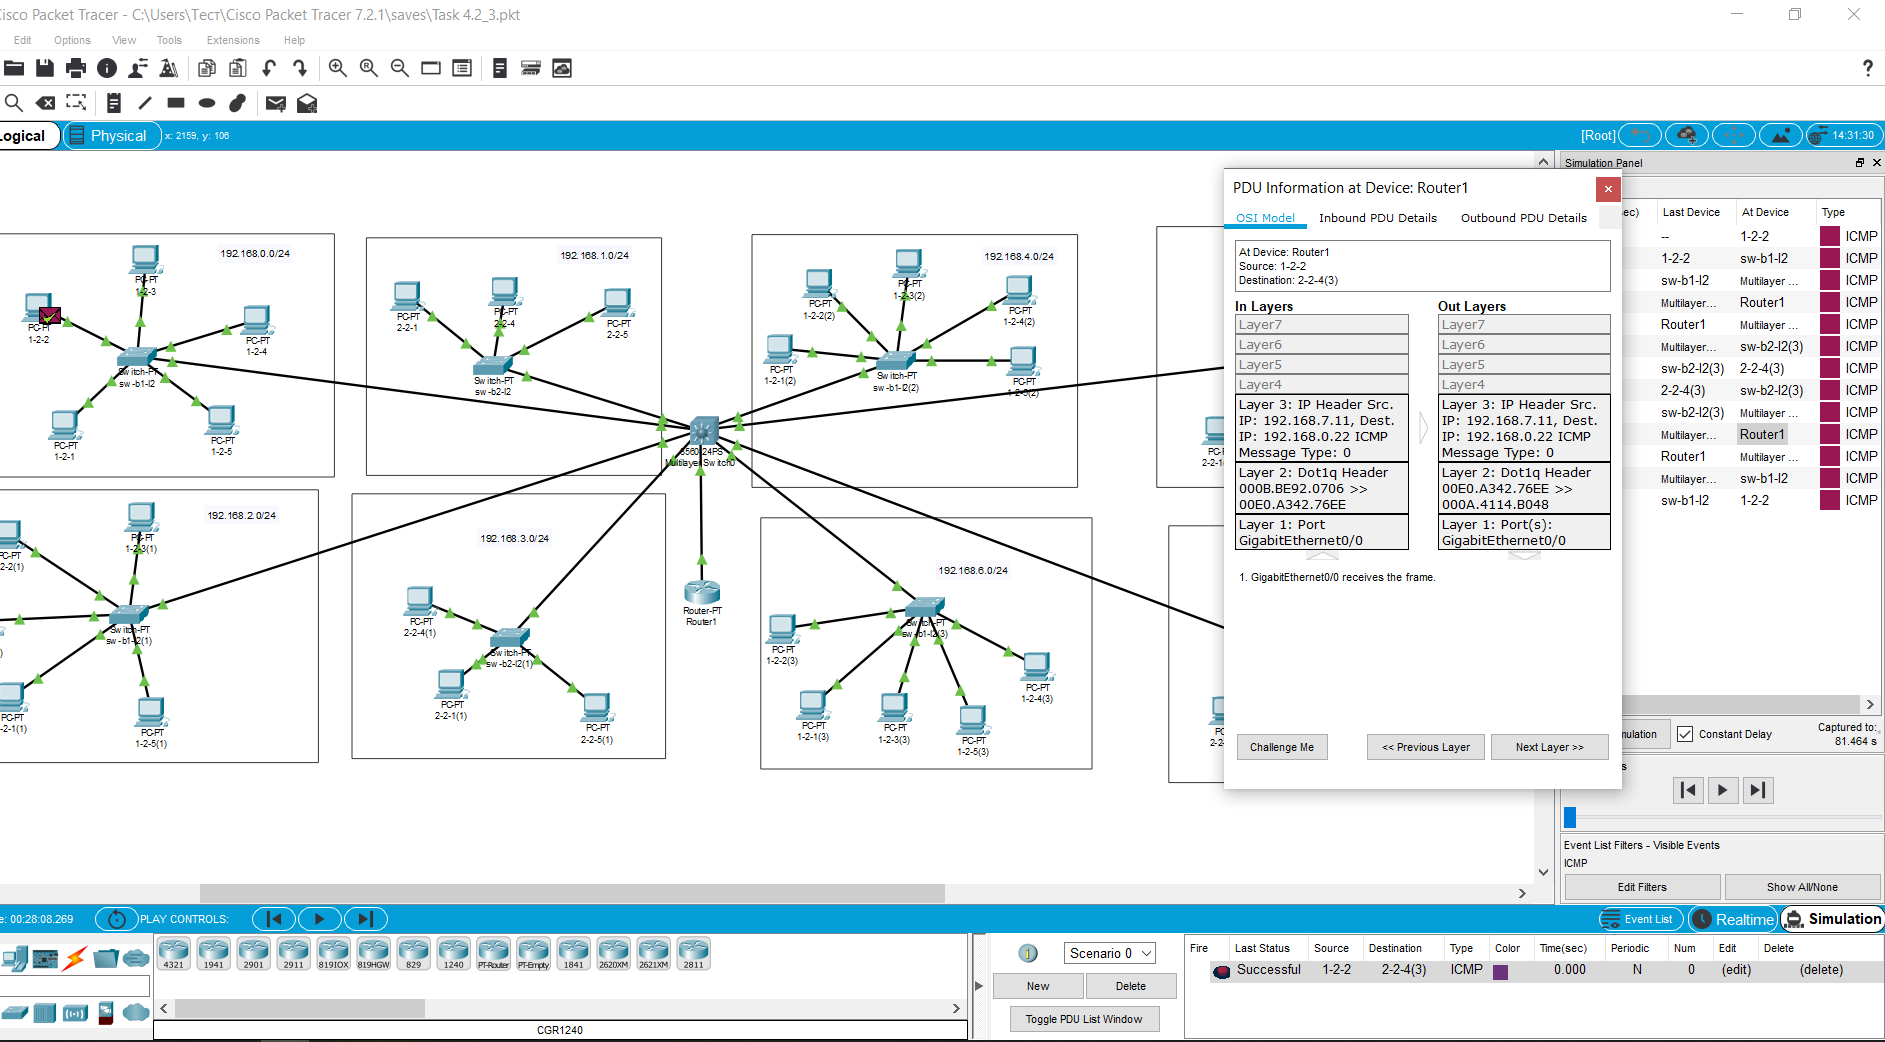 Cisco Packet Tracer - C:\Users\Тест\Cisco Packet Tracer 7.2.1\saves\Task 4.2_3.pkt
Edit Options View Tools Extensions Help
Logical Physical x: 2159, y: 106 [Root] 14:31:30
Simulation Panel
PDU Information at Device: Router1
OSI Model Inbound PDU Details Outbound PDU Details
At Device: Router1
Source: 1-2-2
Destination: 2-2-4(3)
In Layers Out Layers
Layer7 Layer7
Layer6 Layer6
Layer5 Layer5
Layer4 Layer4
Layer 3: IP Header Src. IP: 192.168.7.11, Dest. IP: 192.168.0.22 ICMP Message Type: 0
Layer 3: IP Header Src. IP: 192.168.7.11, Dest. IP: 192.168.0.22 ICMP Message Type: 0
Layer 2: Dot1q Header 000B.BE92.0706 >> 00E0.A342.76EE
Layer 2: Dot1q Header 00E0.A342.76EE >> 000A.4114.B048
Layer 1: Port GigabitEthernet0/0
Layer 1: Port(s): GigabitEthernet0/0
1. GigabitEthernet0/0 receives the frame.
Challenge Me << Previous Layer Next Layer >>
ec) Last Device At Device Type
-- 1-2-2 ICMP
1-2-2 sw-b1-l2 ICMP
sw-b1-l2 Multilayer ... ICMP
Multilayer... Router1 ICMP
Router1 Multilayer ... ICMP
Multilayer... sw-b2-l2(3) ICMP
sw-b2-l2(3) 2-2-4(3) ICMP
2-2-4(3) sw-b2-l2(3) ICMP
sw-b2-l2(3) Multilayer ... ICMP
Multilayer... Router1 ICMP
Router1 Multilayer ... ICMP
Multilayer... sw-b1-l2 ICMP
sw-b1-l2 1-2-2 ICMP
mulation Constant Delay Captured to:
81.464 s
s
Event List Filters - Visible Events
ICMP
Edit Filters Show All/None
192.168.0.0/24
PC-PT
1-2-3
PC-PT
1-2-2
PC-PT
1-2-4
Switch-PT
sw-b1-l2
PC-PT
1-2-1
PC-PT
1-2-5
192.168.1.0/24
PC-PT
2-2-1
PC-PT
2-2-4
PC-PT
2-2-5
Switch-PT
sw-b2-l2
192.168.4.0/24
PC-PT
1-2-2(2)
PC-PT
1-2-3(2)
PC-PT
1-2-4(2)
PC-PT
1-2-1(2)
Switch-PT
sw-b1-l2(2)
PC-PT
1-2-5(2)
3560-24PS
Multilayer Switch0
PC-P
2-2-1
192.168.2.0/24
PC-PT
1-2-3(1)
PC-PT
2-2(1)
Switch-PT
sw-b1-l2(1)
)
PC-PT
-2-1(1)
PC-PT
1-2-5(1)
192.168.3.0/24
PC-PT
2-2-4(1)
Switch-PT
sw-b2-l2(1)
PC-PT
2-2-1(1)
PC-PT
2-2-5(1)
Router-PT
Router1
192.168.6.0/24
PC-PT
1-2-2(3)
Switch-PT
sw-b1-l2(3)
PC-PT
1-2-4(3)
PC-PT
1-2-1(3)
PC-PT
1-2-3(3)
PC-PT
1-2-5(3)
PC-P
2-2-
e: 00:28:08.269 PLAY CONTROLS: Event List Realtime Simulation
4321 1941 2901 2911 819IOX 819HGW 829 1240 PT-Router PT-Empty 1841 2620XM 2621XM 2811
CGR1240
Scenario 0
New Delete
Toggle PDU List Window
Fire Last Status Source Destination Type Color Time(sec) Periodic Num Edit Delete
Successful 1-2-2 2-2-4(3) ICMP 0.000 N 0 (edit) (delete)